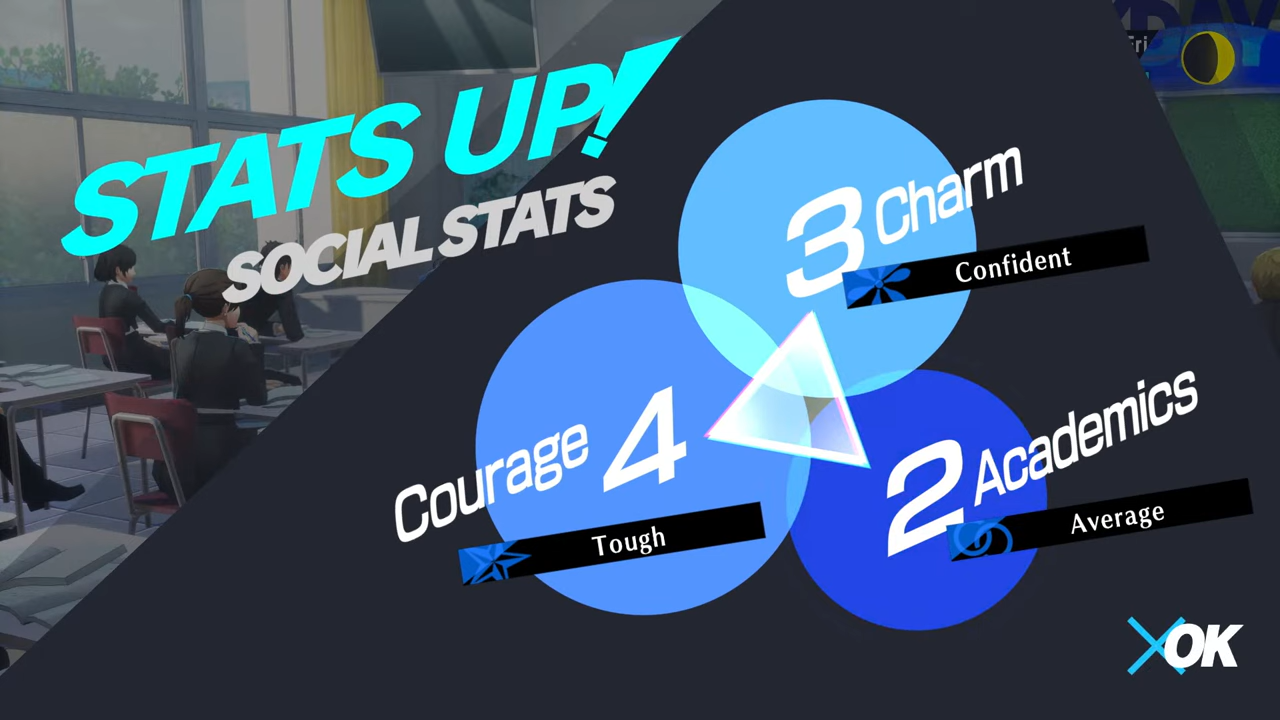 STATS UP!
SOCIAL STATS
3 Charm
Confident
Courage 4
Tough
2 Academics
Average
OK